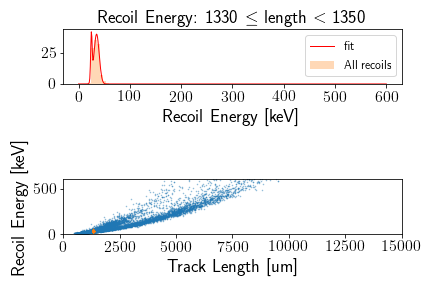 Recoil Energy: 1330 ≤ length < 1350
25
0
fit
All recoils
0 100 200 300 400 500 600
Recoil Energy [keV]
Recoil Energy [keV]
500
0
0 2500 5000 7500 10000 12500 15000
Track Length [um]